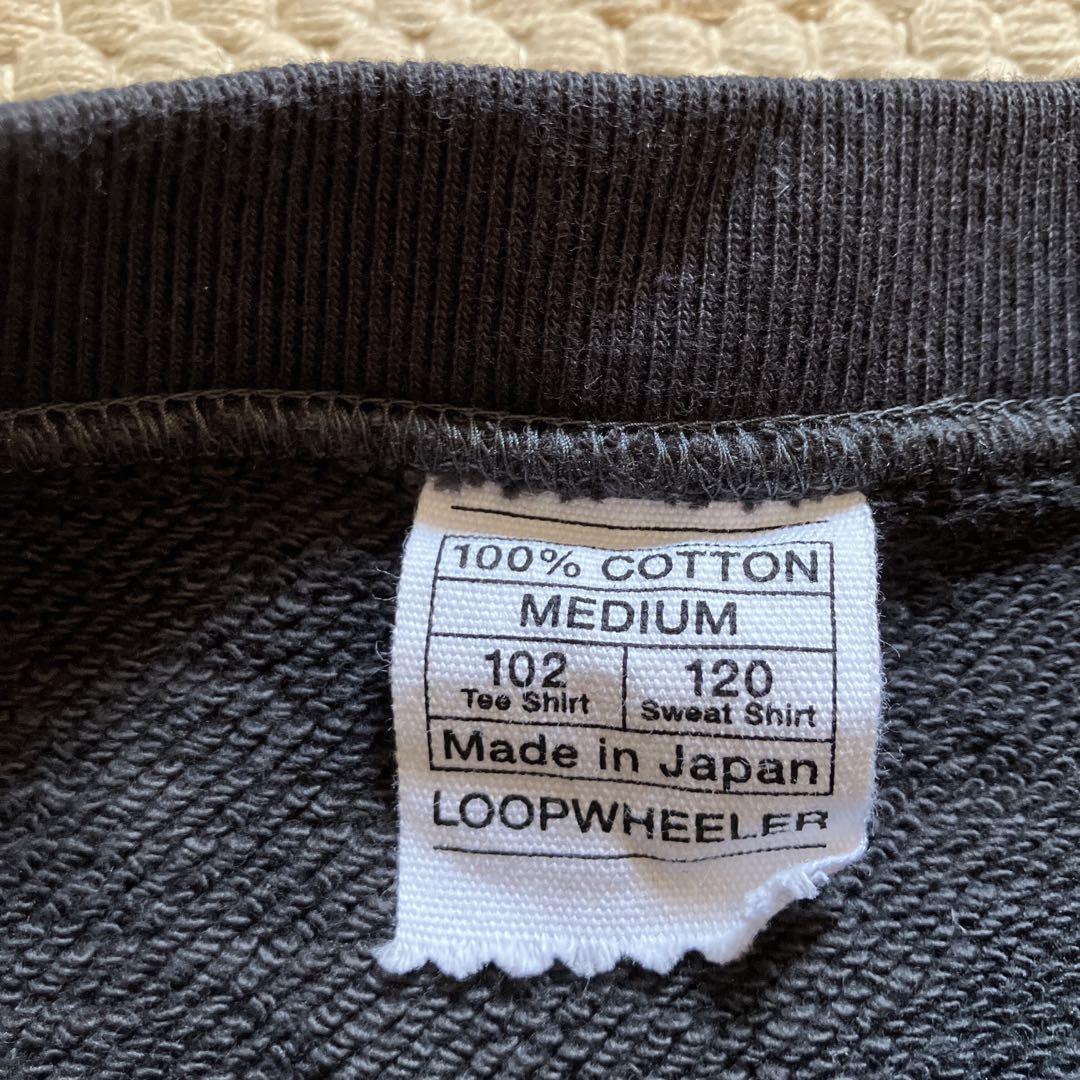 100% COTTON
MEDIUM
102 120
Tee Shirt Sweat Shirt
Made in Japan
LOOPWHEELER